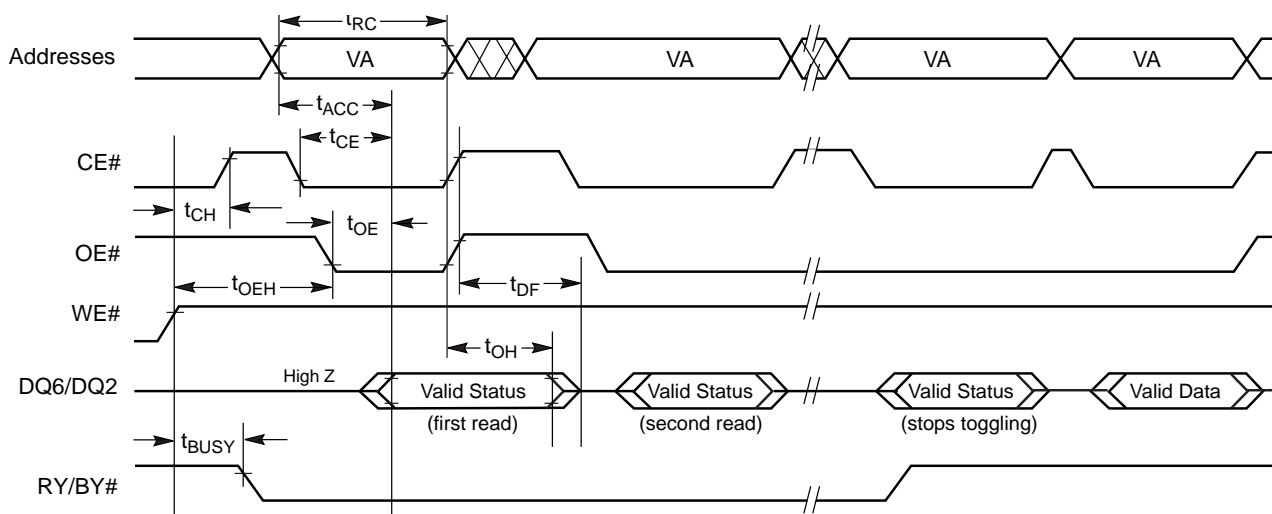 tRC
Addresses VA VA VA VA
tACC
tCE
CE#
tCH tOE
OE#
tOEH tDF
WE#
tOH
High Z
DQ6/DQ2 Valid Status Valid Status Valid Status Valid Data
(first read) (second read) (stops toggling)
tBUSY
RY/BY#